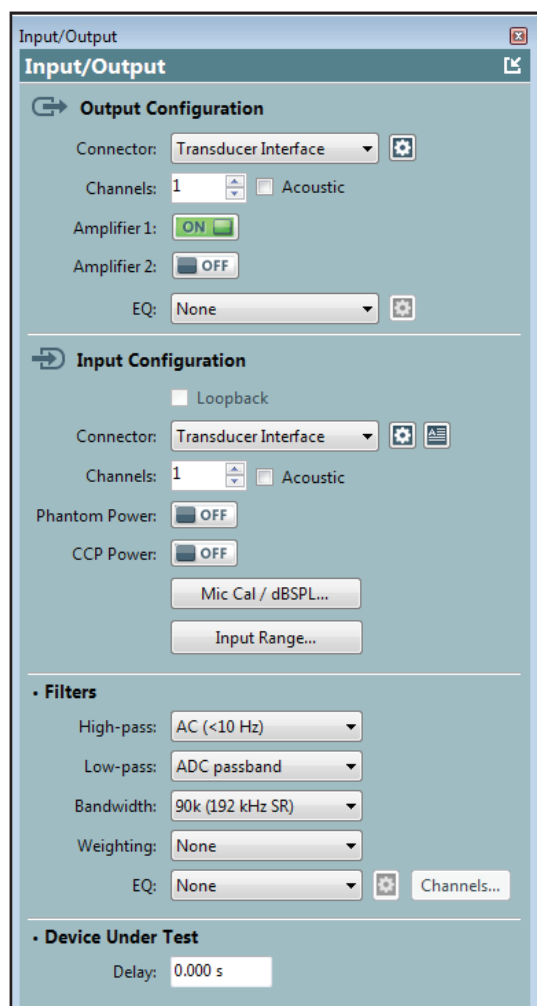 Input/Output
Input/Output
Output Configuration
Connector: Transducer Interface
Channels: 1 Acoustic
Amplifier 1: ON
Amplifier 2: OFF
EQ: None
Input Configuration
Loopback
Connector: Transducer Interface
Channels: 1 Acoustic
Phantom Power: OFF
CCP Power: OFF
Mic Cal / dBSPL...
Input Range...
• Filters
High-pass: AC (<10 Hz)
Low-pass: ADC passband
Bandwidth: 90k (192 kHz SR)
Weighting: None
EQ: None Channels...
• Device Under Test
Delay: 0.000 s